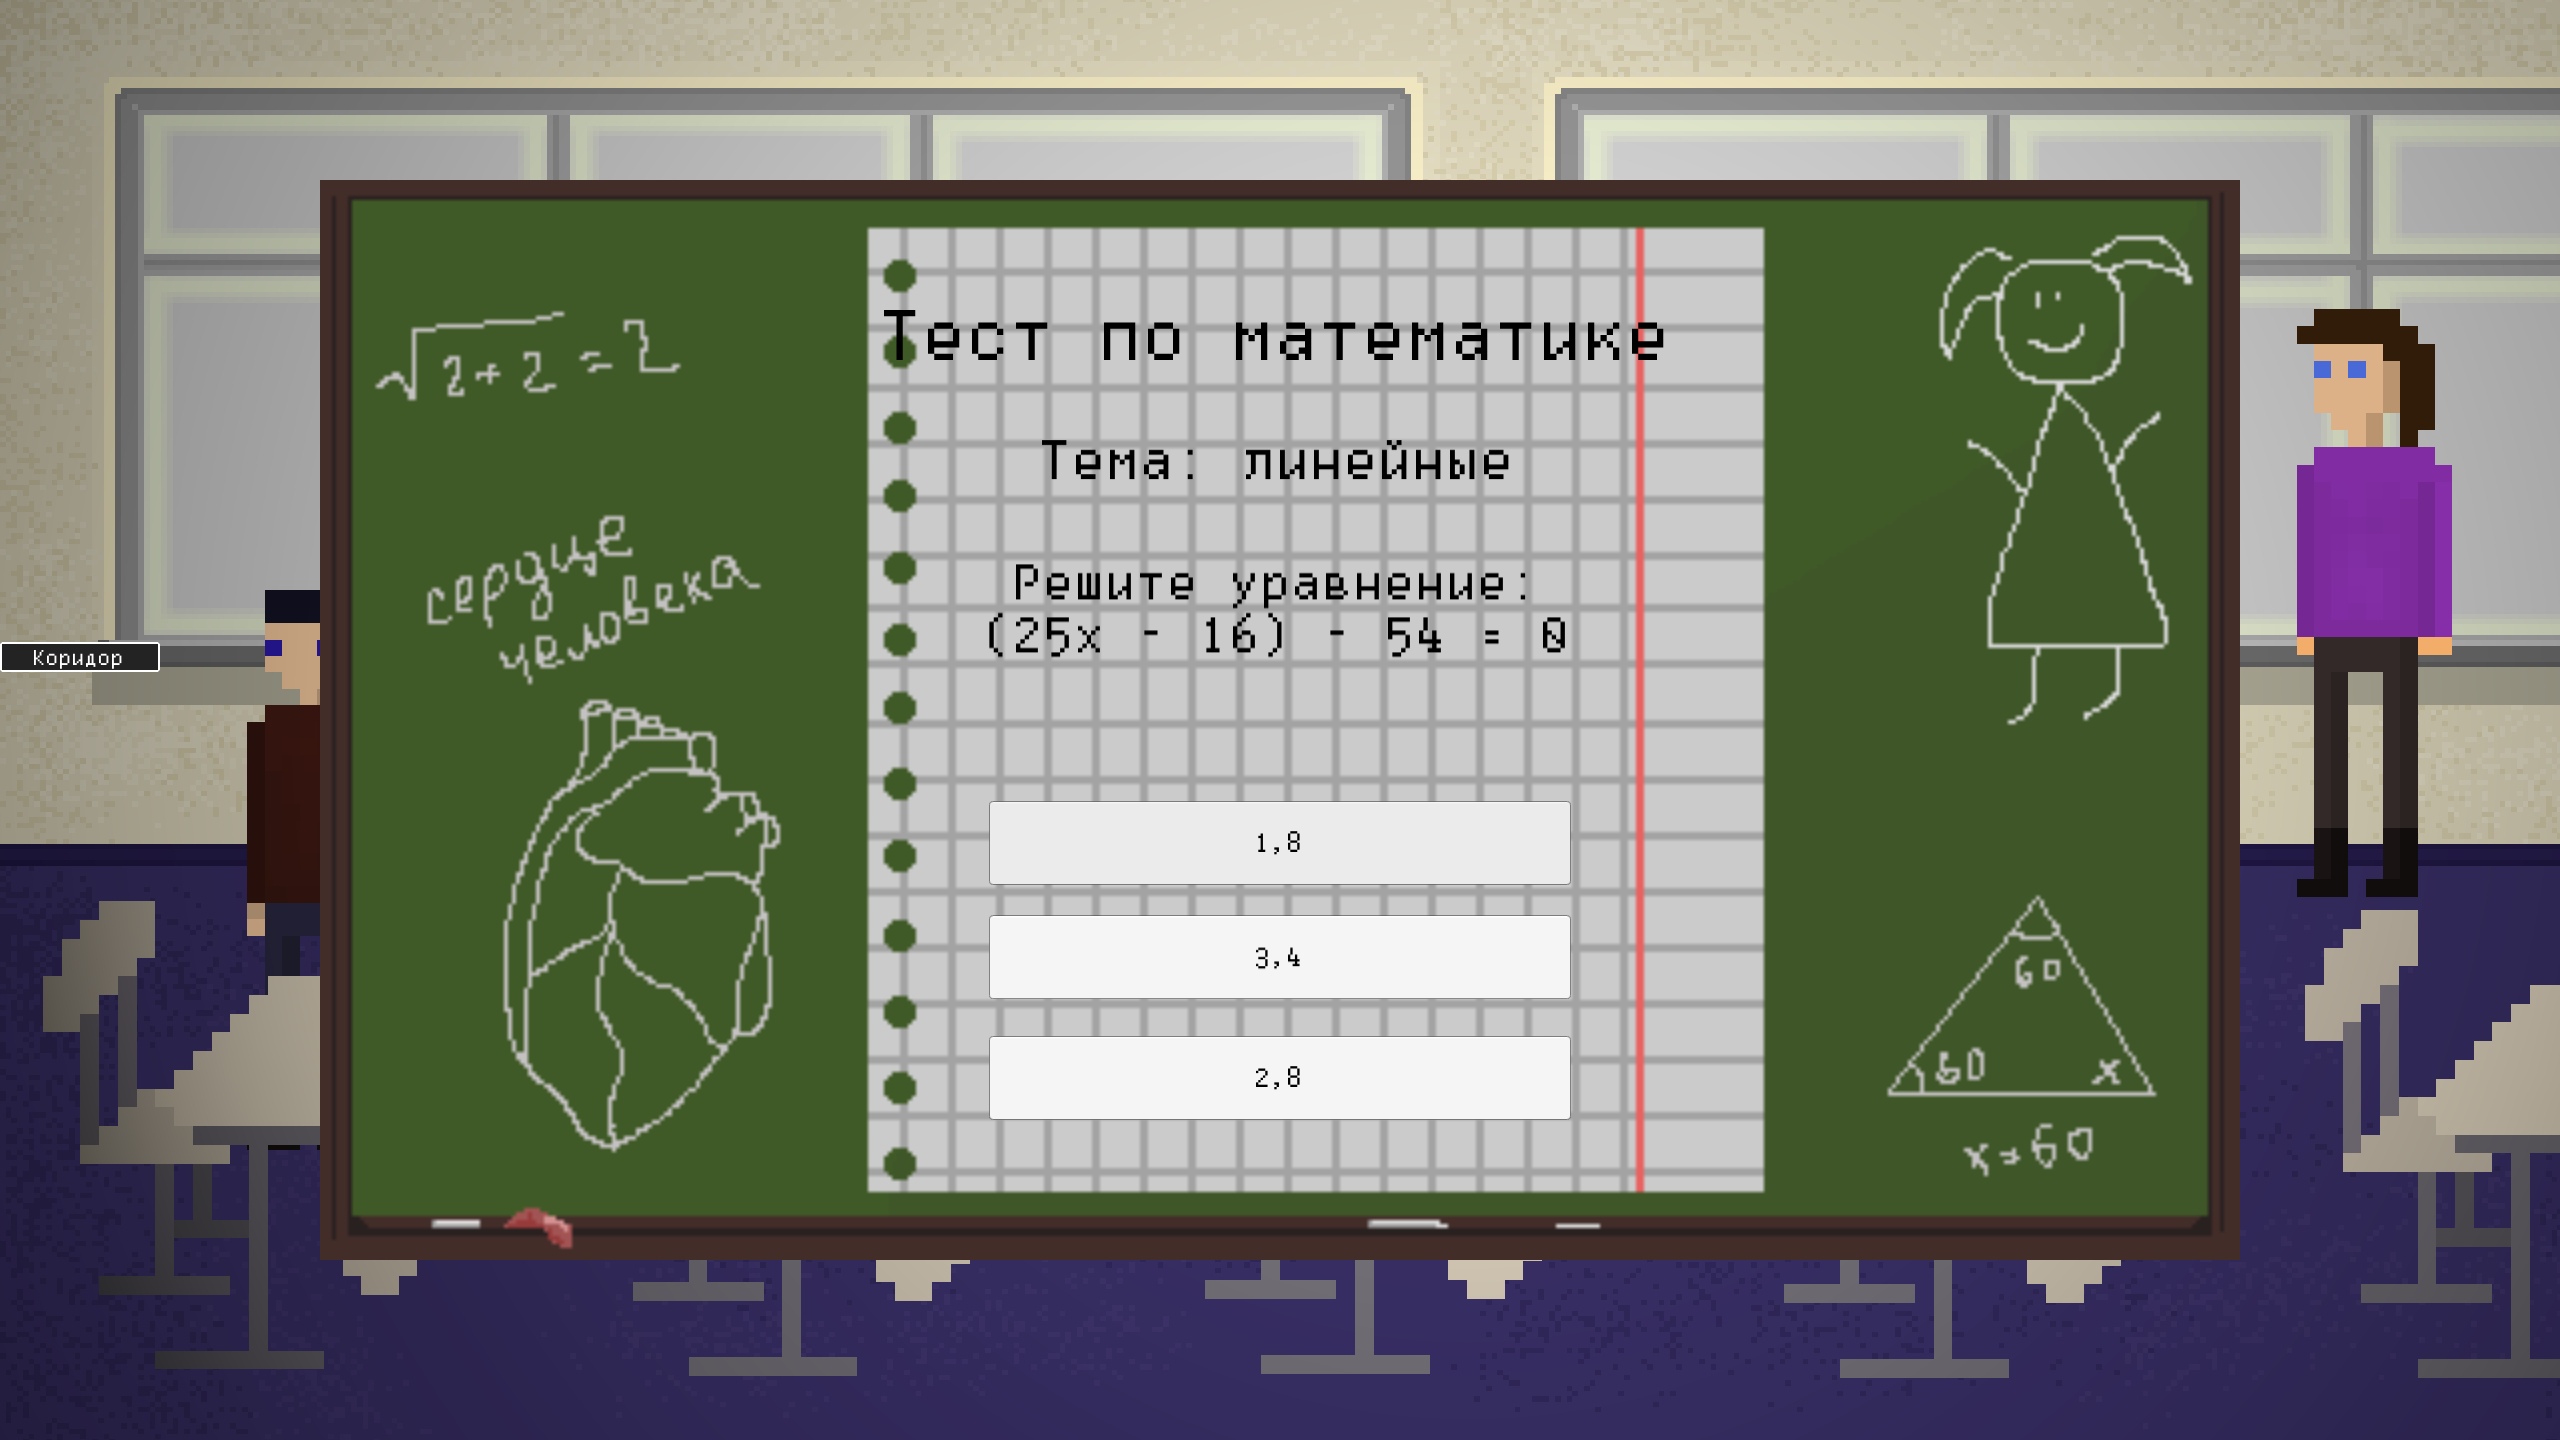 Коридор
√2+2 = 2
сердце
человека
Тест по математике
Тема: линейные
Решите уравнение:
(25x - 16) - 54 = 0
1,8
3,4
2,8
60
60 x
x=60